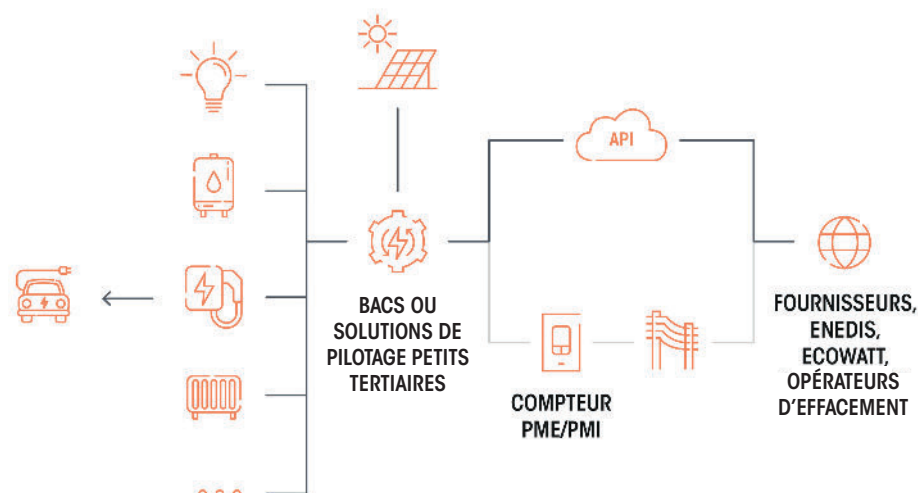 API
BACS OU
SOLUTIONS DE
PILOTAGE PETITS
TERTIAIRES
COMPTEUR
PME/PMI
FOURNISSEURS,
ENEDIS,
ECOWATT,
OPÉRATEURS
D'EFFACEMENT